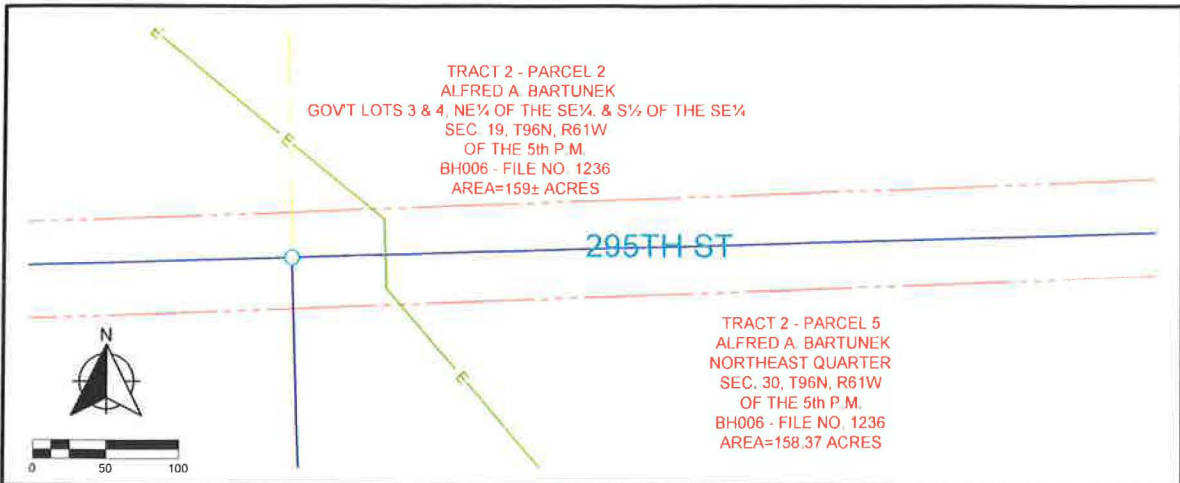 E
TRACT 2 - PARCEL 2
ALFRED A. BARTUNEK
GOV'T LOTS 3 & 4, NE¼ OF THE SE¼, & S½ OF THE SE¼
SEC. 19, T96N, R61W
OF THE 5th P.M.
BH006 - FILE NO. 1236
AREA=159± ACRES
E
295TH ST
TRACT 2 - PARCEL 5
ALFRED A. BARTUNEK
NORTHEAST QUARTER
SEC. 30, T96N, R61W
OF THE 5th P.M.
BH006 - FILE NO. 1236
AREA=158.37 ACRES
E
N
0 50 100